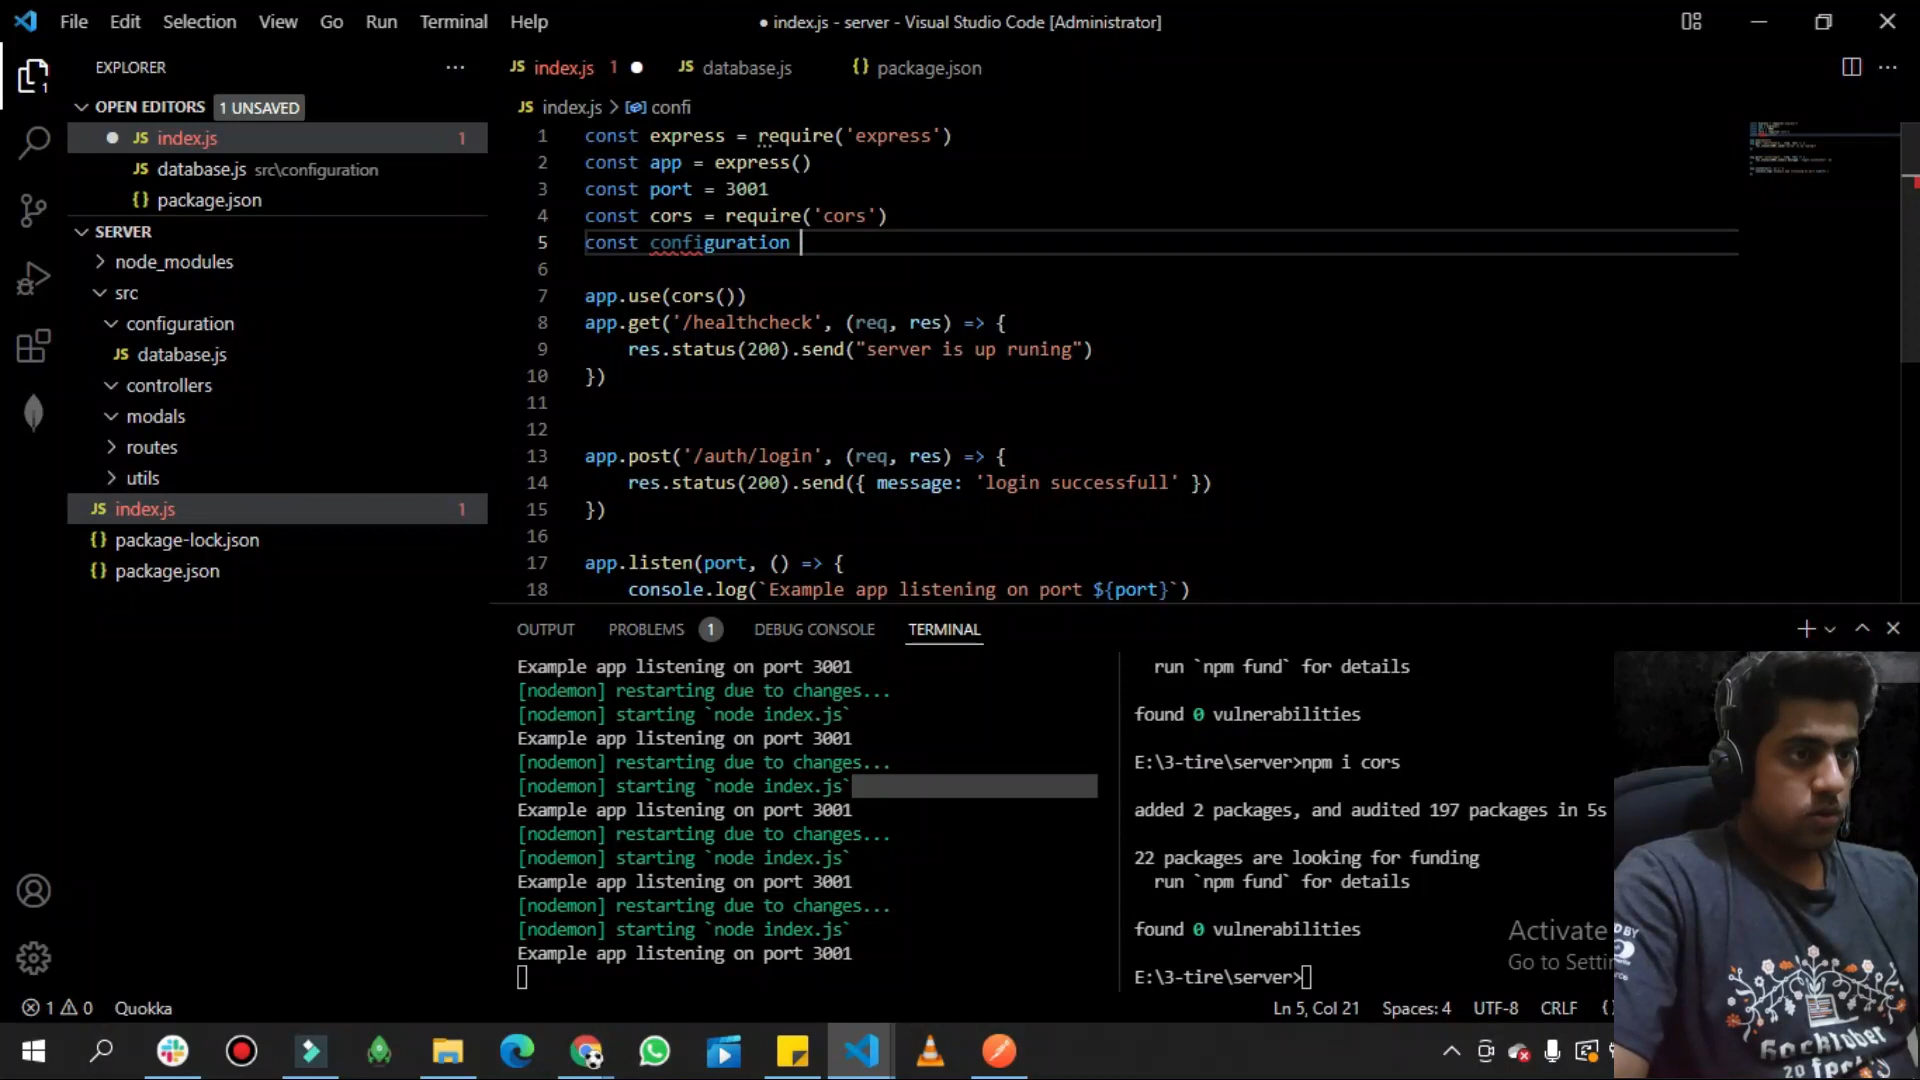 File Edit Selection View Go Run Terminal Help
● index.js - server - Visual Studio Code [Administrator]
EXPLORER
OPEN EDITORS 1 UNSAVED
JS index.js 1
JS database.js src\configuration
{} package.json
SERVER
node_modules
src
configuration
JS database.js
controllers
modals
routes
utils
JS index.js 1
{} package-lock.json
{} package.json
JS index.js 1 ● JS database.js {} package.json
JS index.js > confi
1 const express = require('express')
2 const app = express()
3 const port = 3001
4 const cors = require('cors')
5 const configuration
6
7 app.use(cors())
8 app.get('/healthcheck', (req, res) => {
9 res.status(200).send("server is up runing")
10 })
11
12
13 app.post('/auth/login', (req, res) => {
14 res.status(200).send({ message: 'login successfull' })
15 })
16
17 app.listen(port, () => {
18 console.log(`Example app listening on port ${port}`)
OUTPUT PROBLEMS 1 DEBUG CONSOLE TERMINAL
Example app listening on port 3001
[nodemon] restarting due to changes...
[nodemon] starting `node index.js`
Example app listening on port 3001
[nodemon] restarting due to changes...
[nodemon] starting `node index.js`
Example app listening on port 3001
[nodemon] restarting due to changes...
[nodemon] starting `node index.js`
Example app listening on port 3001
[nodemon] restarting due to changes...
[nodemon] starting `node index.js`
Example app listening on port 3001
run `npm fund` for details
found 0 vulnerabilities
E:\3-tire\server>npm i cors
added 2 packages, and audited 197 packages in 5s
22 packages are looking for funding
run `npm fund` for details
found 0 vulnerabilities
E:\3-tire\server>
Activate
Go to Setti
1 0 Quokka
Ln 5, Col 21 Spaces: 4 UTF-8 CRLF {